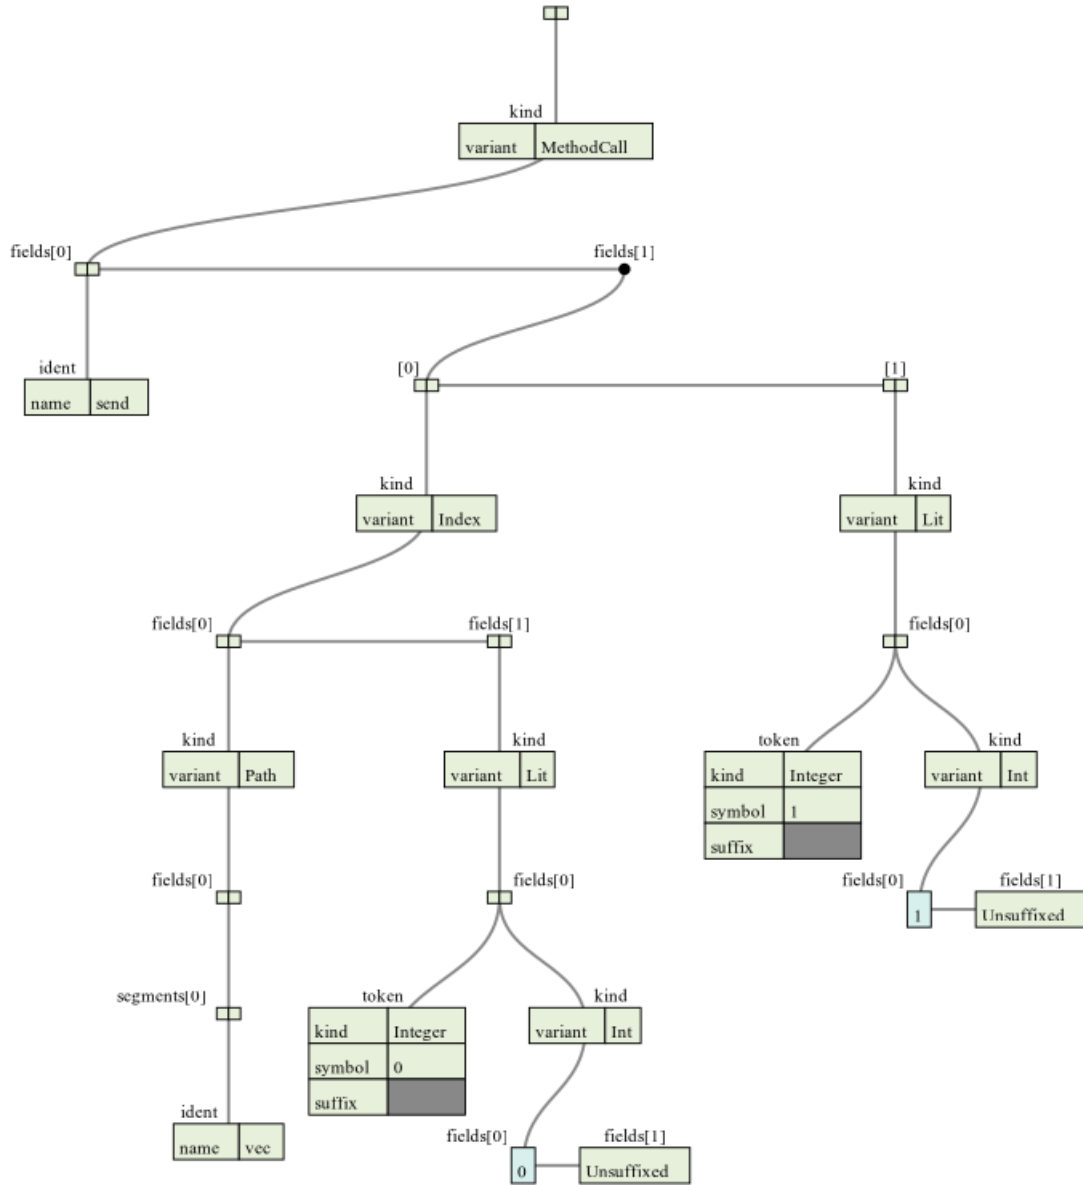 kind
variant MethodCall
fields[0] fields[1]
ident
name send
[0] [1]
kind
variant Index
kind
variant Lit
fields[0] fields[1]
fields[0]
kind
variant Path
kind
variant Lit
token
kind Integer
symbol 1
suffix
kind
variant Int
fields[0]
fields[0]
fields[0] fields[1]
1 Unsuffixed
segments[0]
token
kind Integer
symbol 0
suffix
kind
variant Int
ident
name vec
fields[0] fields[1]
0 Unsuffixed